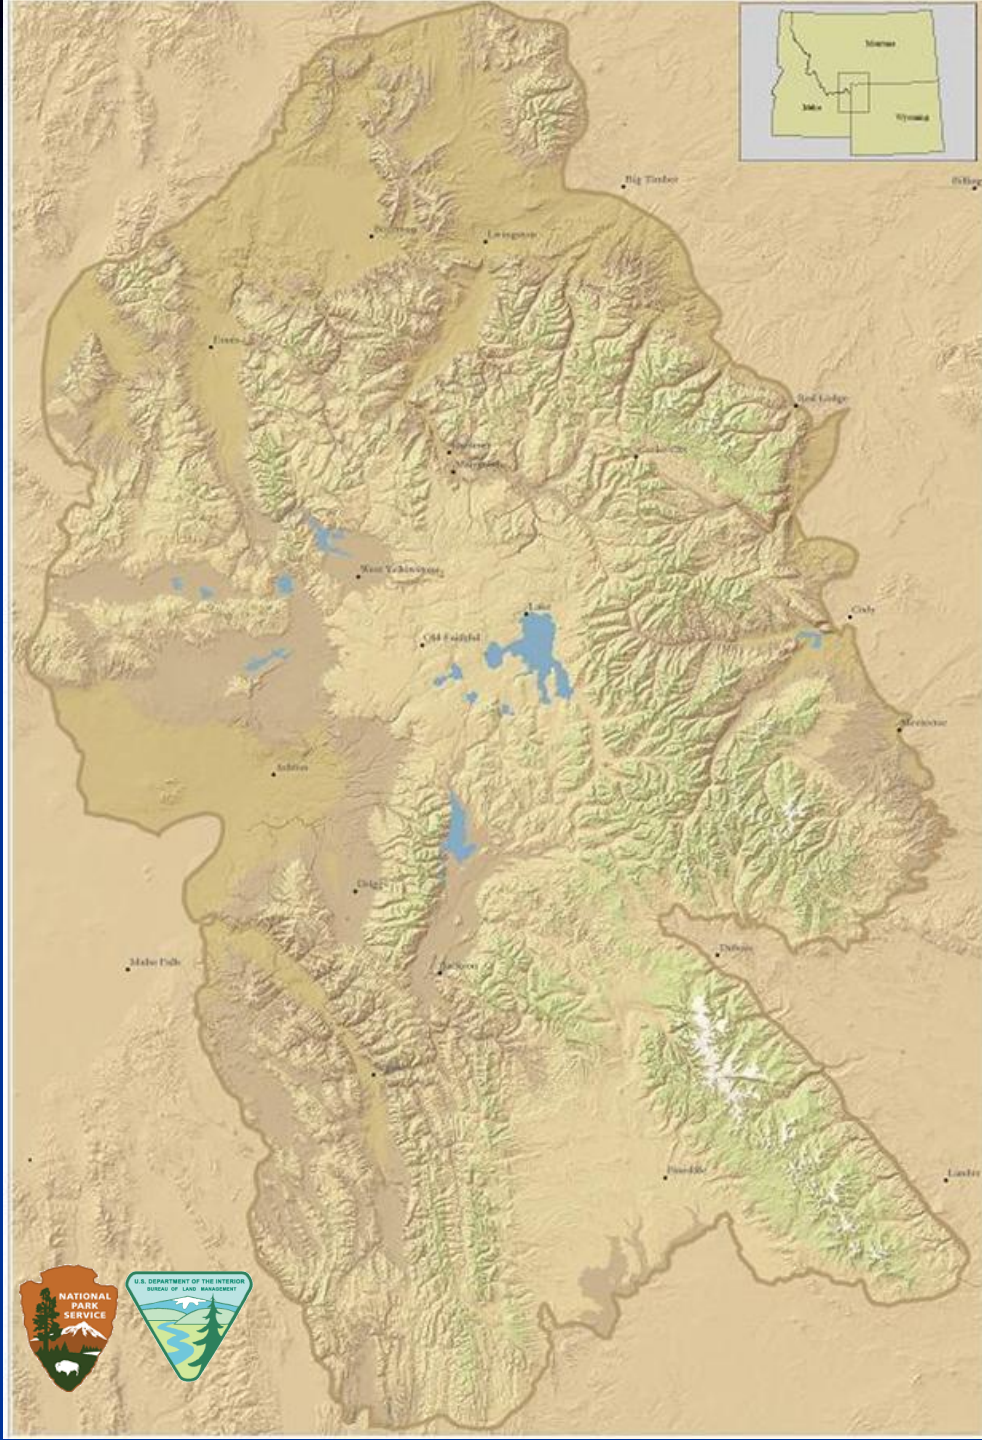 Montana
Idaho
Wyoming
Big Timber
Billing
Bozeman
Livingston
Ennis
Red Lodge
West Yellowstone
Lake
Cody
Old Faithful
Meeteetse
Ashton
Driggs
Idaho Falls
Jackson
Dubois
Pinedale
Lander
NATIONAL
PARK
SERVICE
U.S. DEPARTMENT OF THE INTERIOR
BUREAU OF LAND MANAGEMENT